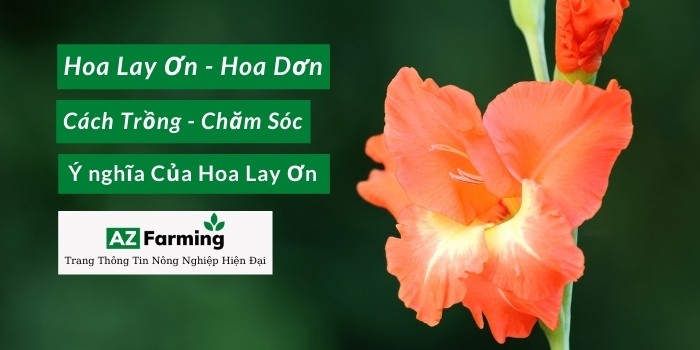 Hoa Lay Ơn - Hoa Dơn
Cách Trồng - Chăm Sóc
Ý nghĩa Của Hoa Lay Ơn
AZ Farming
Trang Thông Tin Nông Nghiệp Hiện Đại